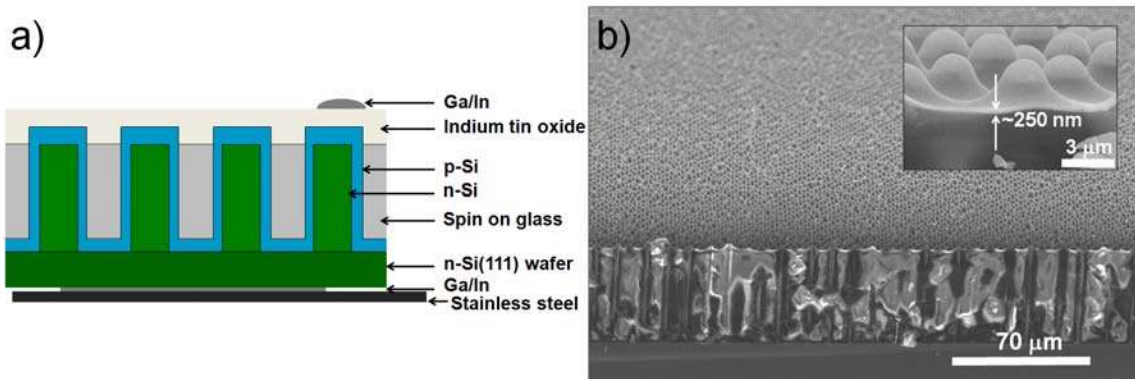 a)
Ga/In
Indium tin oxide
p-Si
n-Si
Spin on glass
n-Si(111) wafer
Ga/In
Stainless steel
b)
~250 nm
3 μm
70 μm